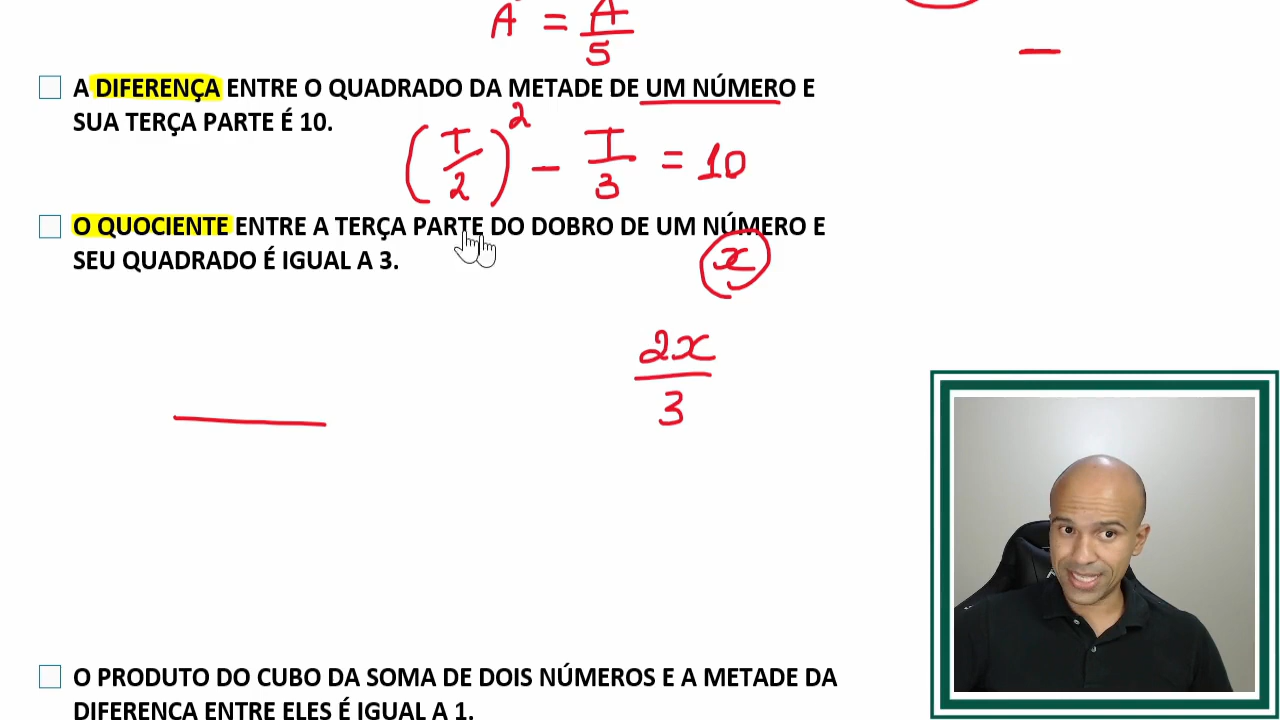 A = A/5
A DIFERENÇA ENTRE O QUADRADO DA METADE DE UM NÚMERO E
SUA TERÇA PARTE É 10.
(T/2)² - T/3 = 10
O QUOCIENTE ENTRE A TERÇA PARTE DO DOBRO DE UM NÚMERO E
SEU QUADRADO É IGUAL A 3.
x
2x
3
O PRODUTO DO CUBO DA SOMA DE DOIS NÚMEROS E A METADE DA
DIFERENÇA ENTRE ELES É IGUAL A 1.